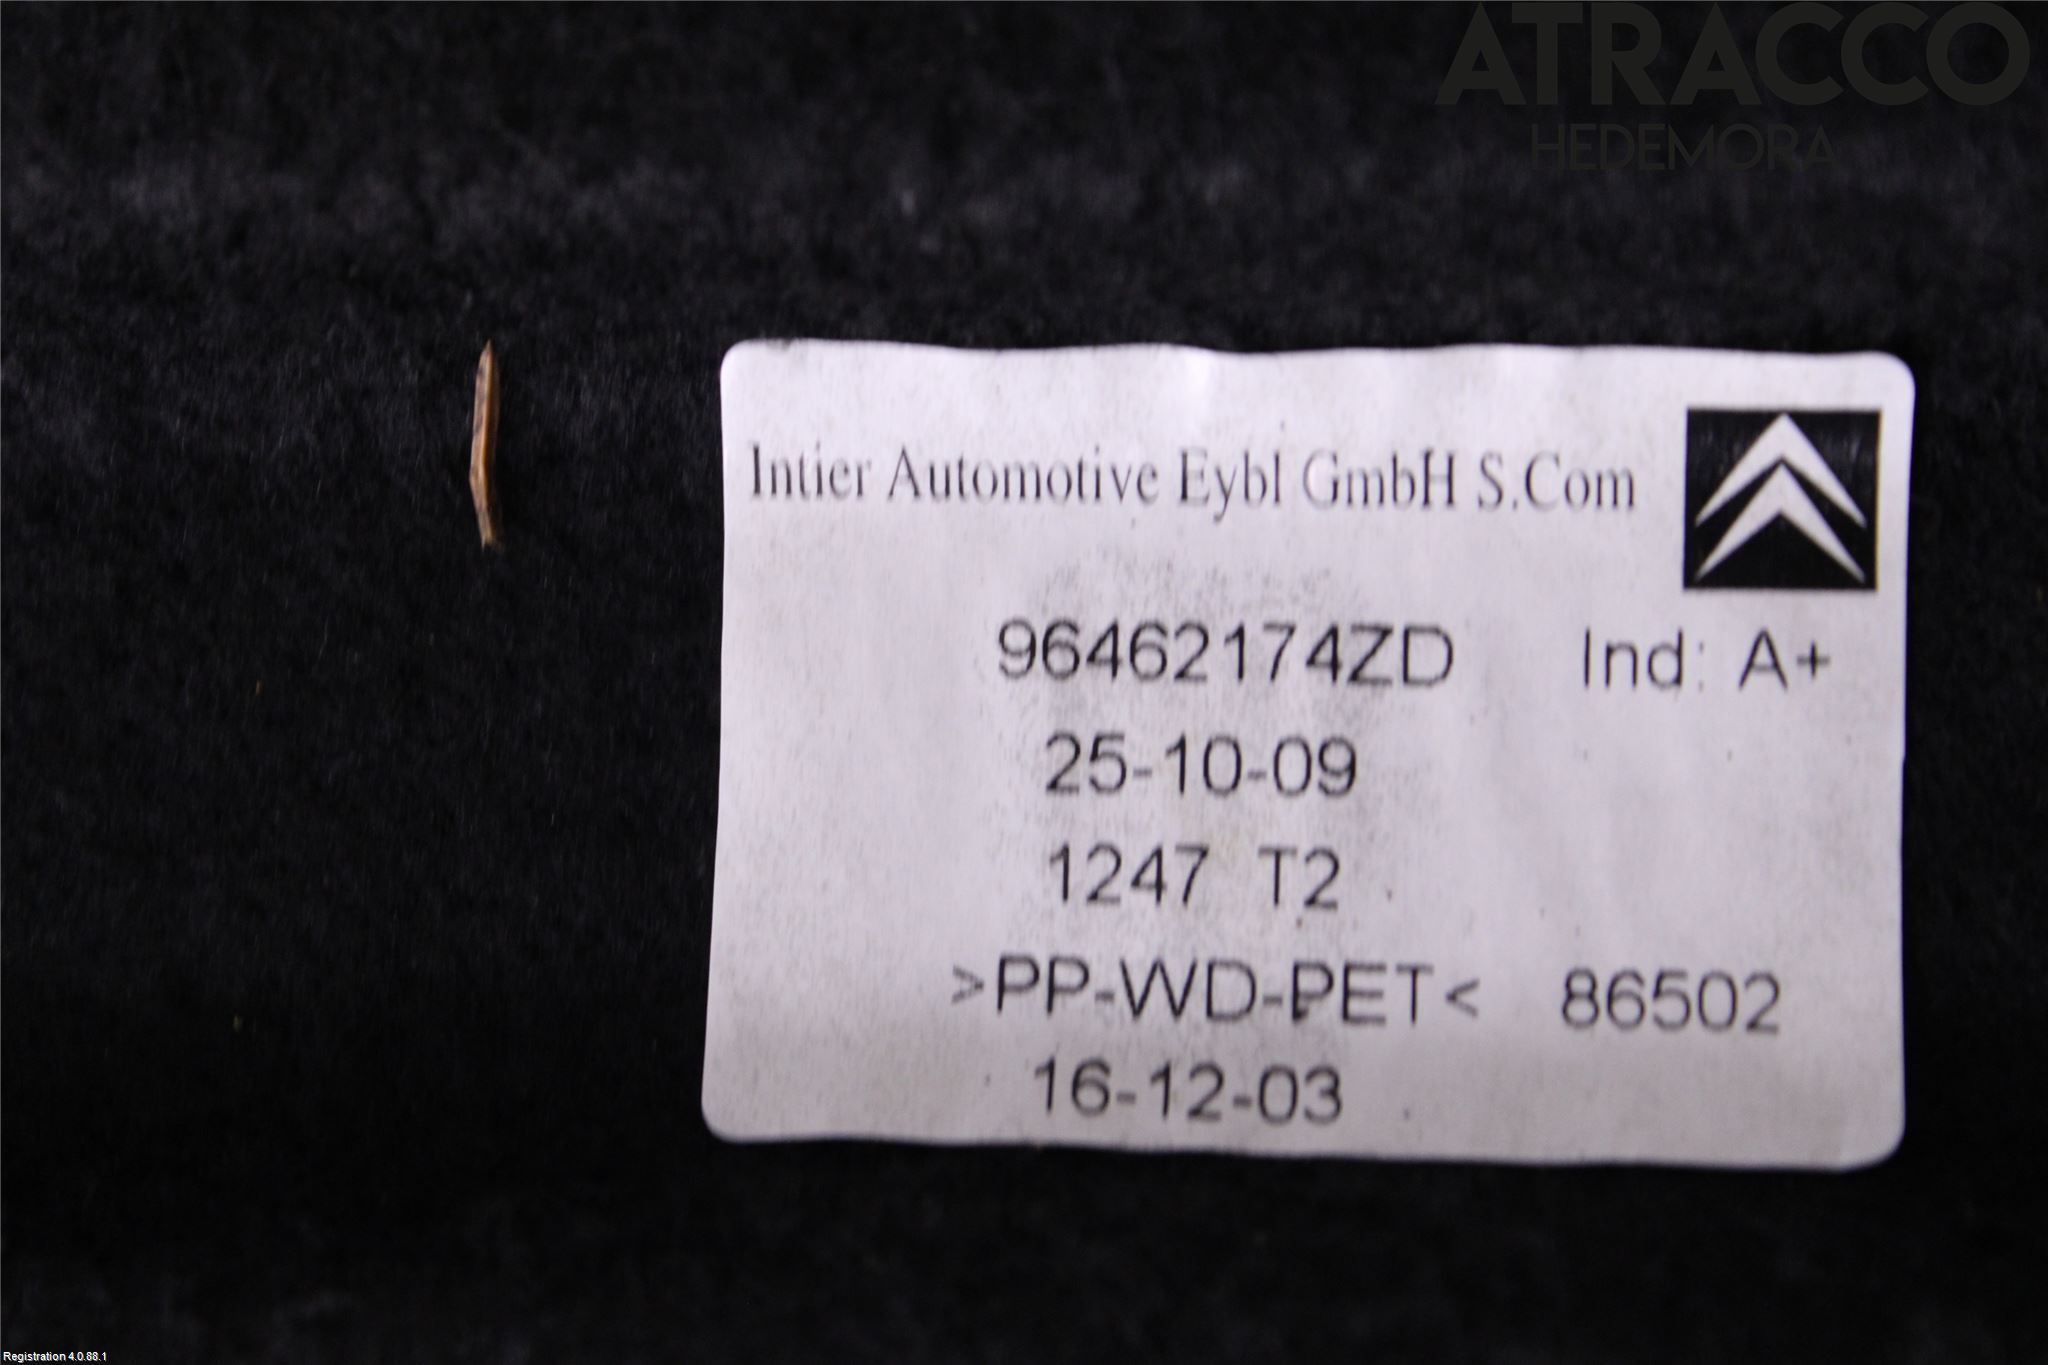 ATRACCO
HEDEMORA
Intier Automotive Eybl GmbH S.Com
96462174ZD Ind: A+
25-10-09
1247 T2
>PP-WD-PET< 86502
16-12-03
Registration 4.0.88.1